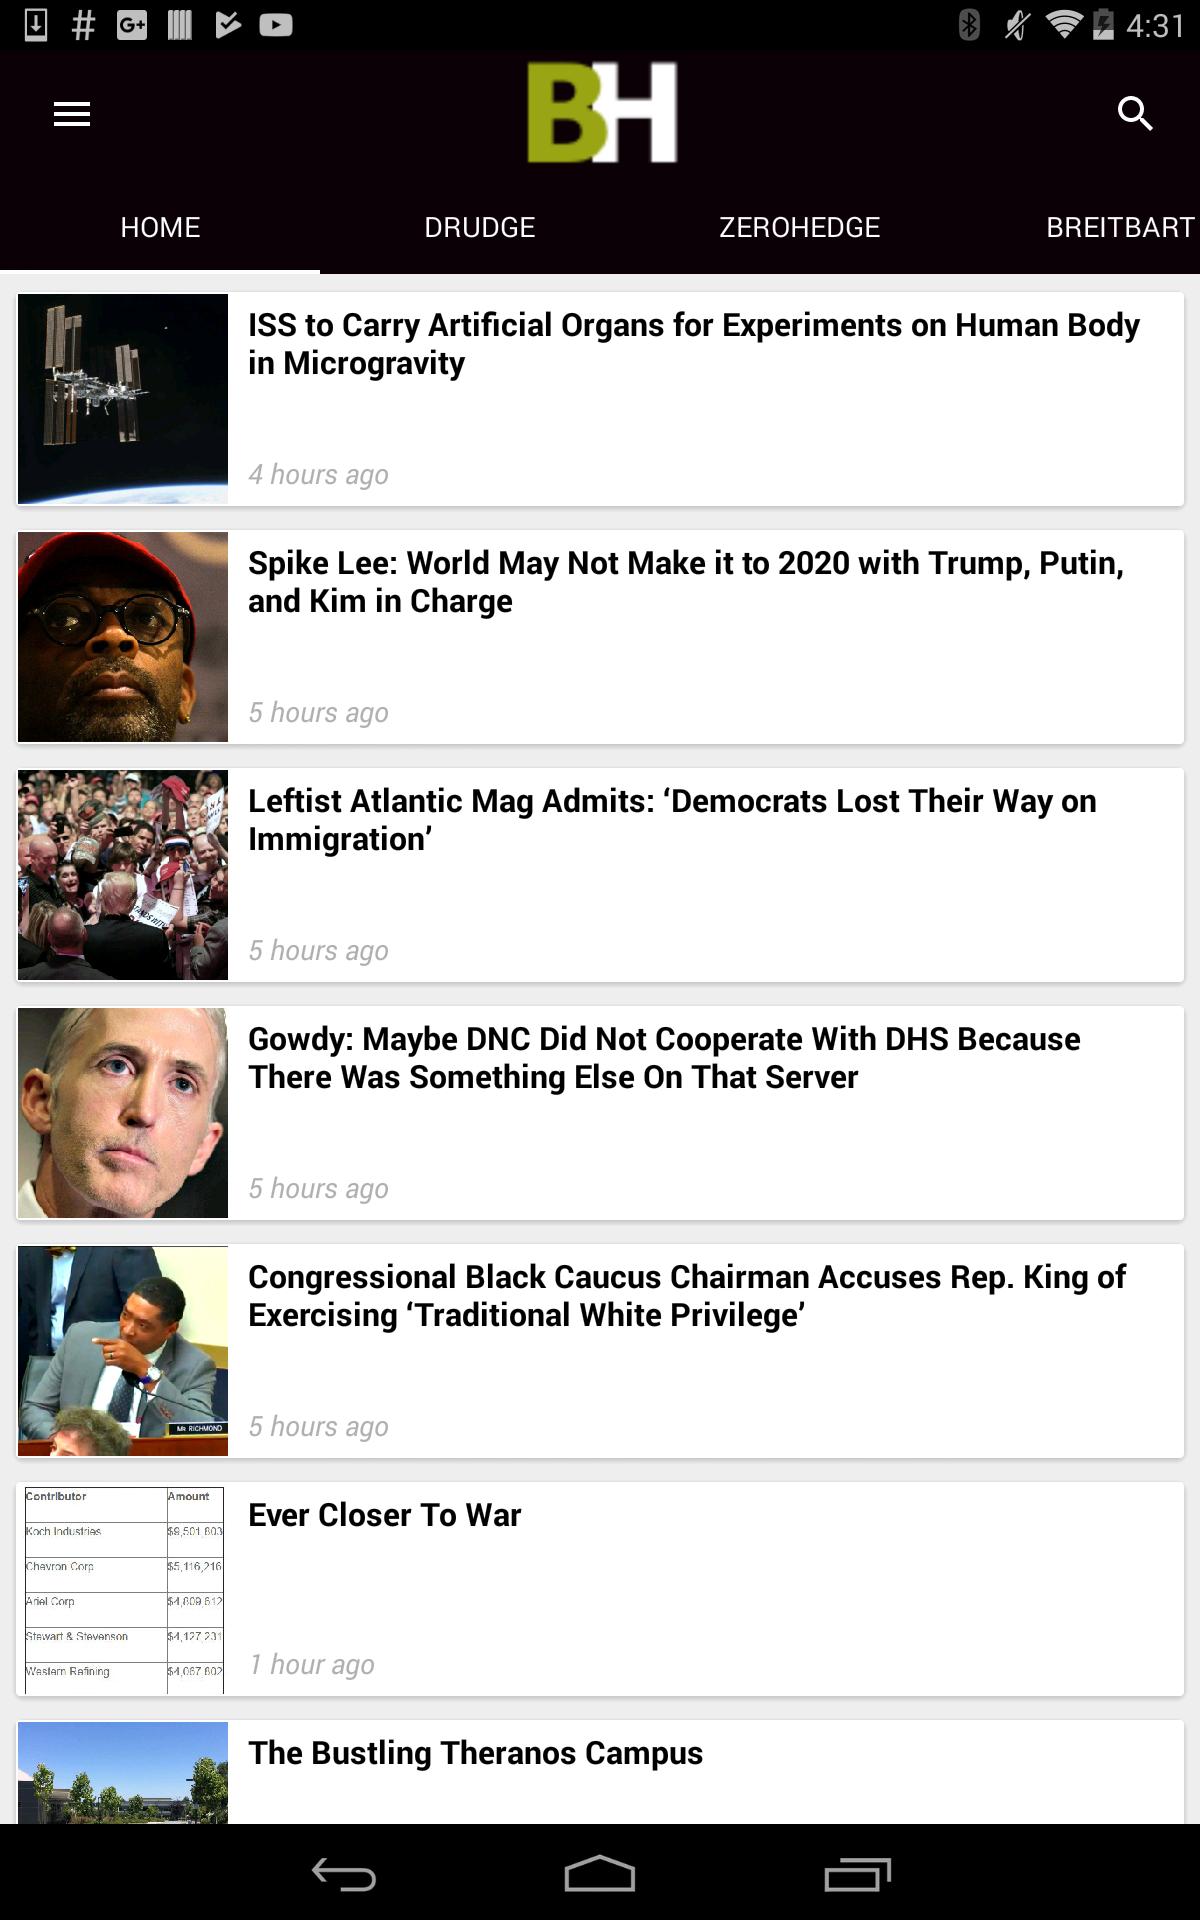 4:31
BH
HOME DRUDGE ZEROHEDGE BREITBART
ISS to Carry Artificial Organs for Experiments on Human Body
in Microgravity
4 hours ago
Spike Lee: World May Not Make it to 2020 with Trump, Putin,
and Kim in Charge
5 hours ago
Leftist Atlantic Mag Admits: ‘Democrats Lost Their Way on
Immigration’
5 hours ago
Gowdy: Maybe DNC Did Not Cooperate With DHS Because
There Was Something Else On That Server
5 hours ago
Congressional Black Caucus Chairman Accuses Rep. King of
Exercising ‘Traditional White Privilege’
5 hours ago
MR. RICHMOND
Contributor Amount
Koch Industries $9,501,803
Chevron Corp $5,116,216
Ariel Corp $4,809,612
Stewart & Stevenson $4,127,231
Western Refining $4,067,802
Ever Closer To War
1 hour ago
The Bustling Theranos Campus